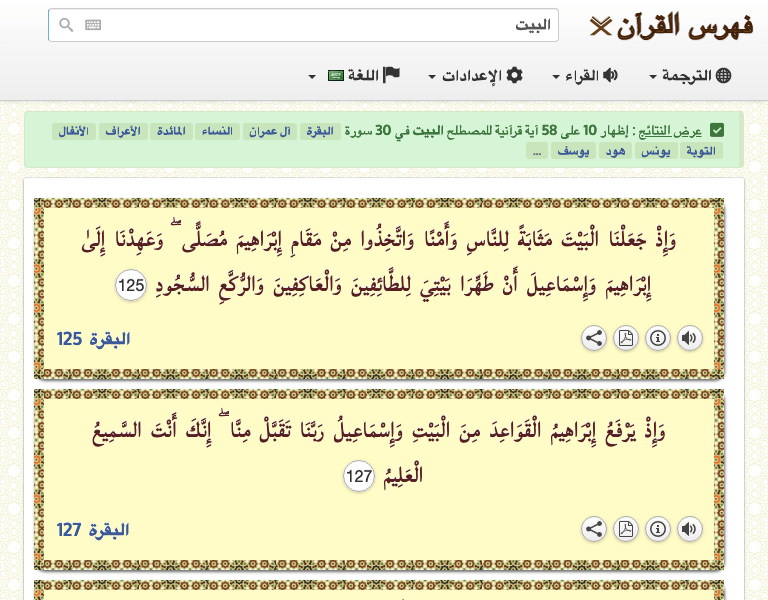 فهرس القرآن
البيت
الترجمة القراء الإعدادات اللغة
عرض النتائج : إظهار 10 على 58 آية قرآنية للمصطلح البيت في 30 سورة البقرة آل عمران النساء المائدة الأعراف الأنفال
التوبة يونس هود يوسف ...
وَإِذْ جَعَلْنَا الْبَيْتَ مَثَابَةً لِلنَّاسِ وَأَمْنًا وَاتَّخِذُوا مِنْ مَقَامِ إِبْرَاهِيمَ مُصَلًّى ۖ وَعَهِدْنَا إِلَىٰ
إِبْرَاهِيمَ وَإِسْمَاعِيلَ أَنْ طَهِّرَا بَيْتِيَ لِلطَّائِفِينَ وَالْعَاكِفِينَ وَالرُّكَّعِ السُّجُودِ 125
البقرة 125
وَإِذْ يَرْفَعُ إِبْرَاهِيمُ الْقَوَاعِدَ مِنَ الْبَيْتِ وَإِسْمَاعِيلُ رَبَّنَا تَقَبَّلْ مِنَّا ۖ إِنَّكَ أَنْتَ السَّمِيعُ
الْعَلِيمُ 127
البقرة 127